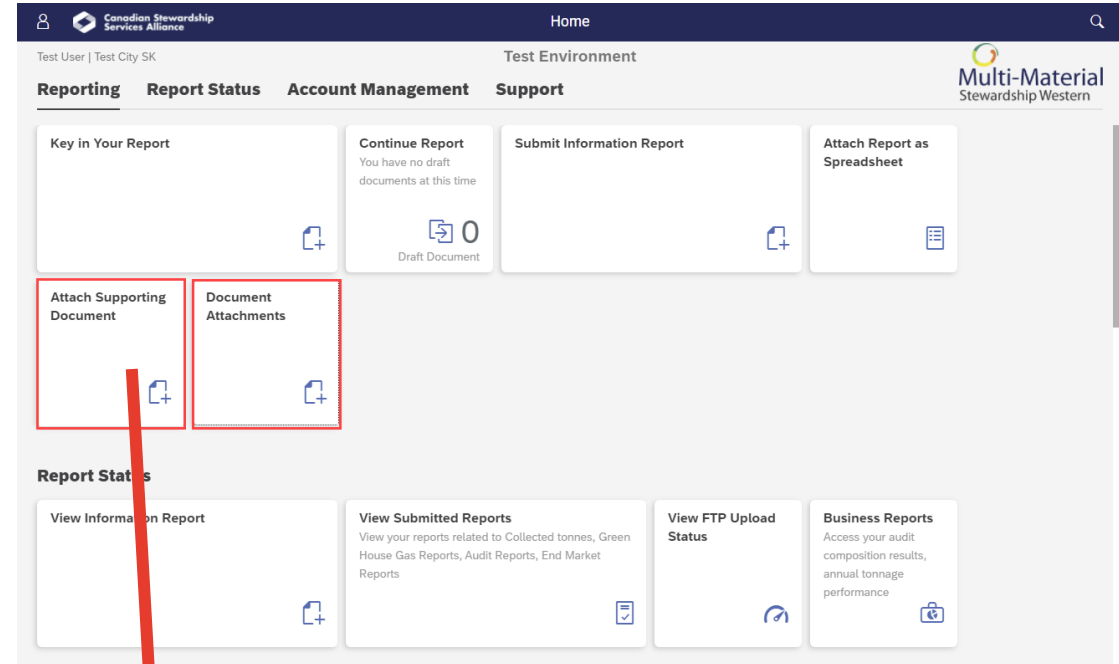 Canadian Stewardship
Services Alliance
Home
Test User | Test City SK
Test Environment
Multi-Material
Stewardship Western
Reporting
Report Status
Account Management
Support
Key in Your Report
Continue Report
You have no draft
documents at this time
0
Draft Document
Submit Information Report
Attach Report as
Spreadsheet
Attach Supporting
Document
Document
Attachments
Report Status
View Information Report
View Submitted Reports
View your reports related to Collected tonnes, Green
House Gas Reports, Audit Reports, End Market
Reports
View FTP Upload
Status
Business Reports
Access your audit
composition results,
annual tonnage
performance